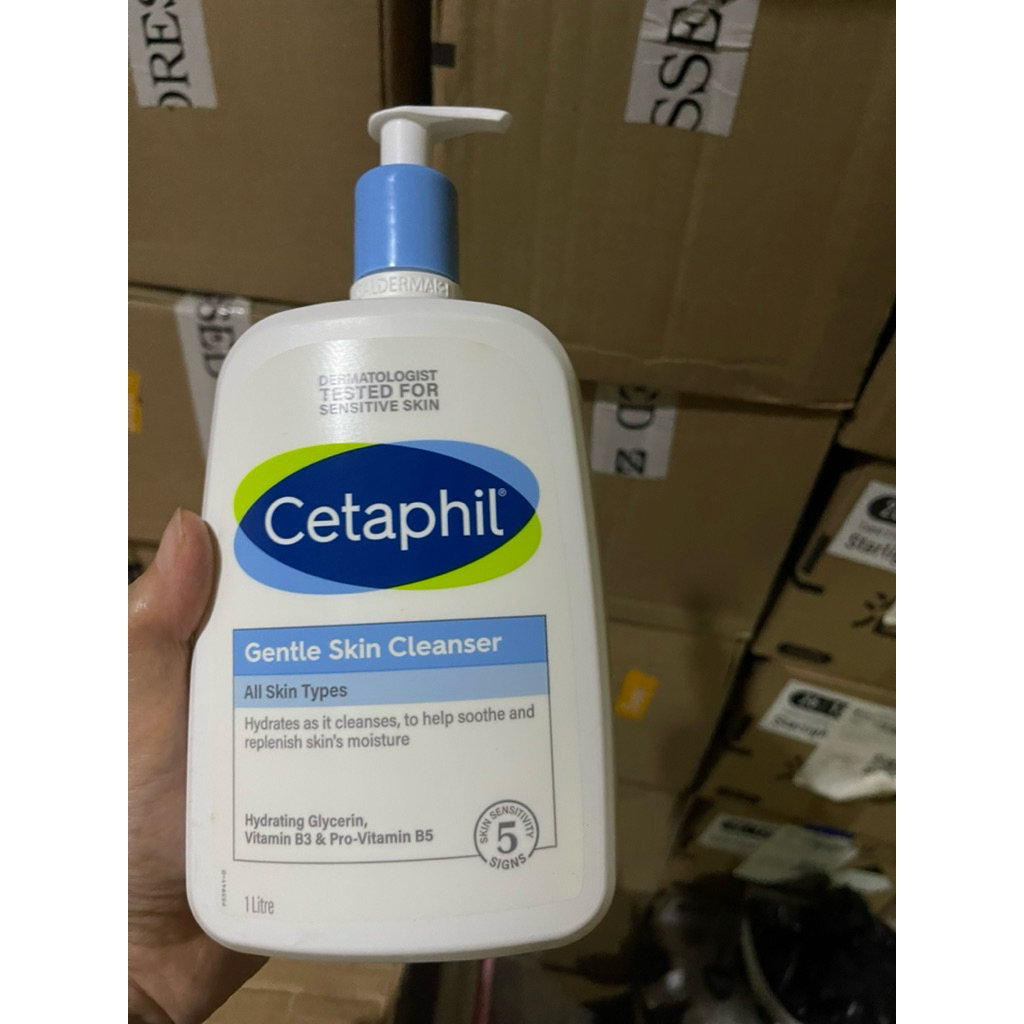 GALDERMA
DERMATOLOGIST
TESTED FOR
SENSITIVE SKIN
Cetaphil®
Gentle Skin Cleanser
All Skin Types
Hydrates as it cleanses, to help soothe and
replenish skin's moisture
Hydrating Glycerin,
Vitamin B3 & Pro-Vitamin B5
SKIN SENSITIVITY
5
SIGNS
1 Litre